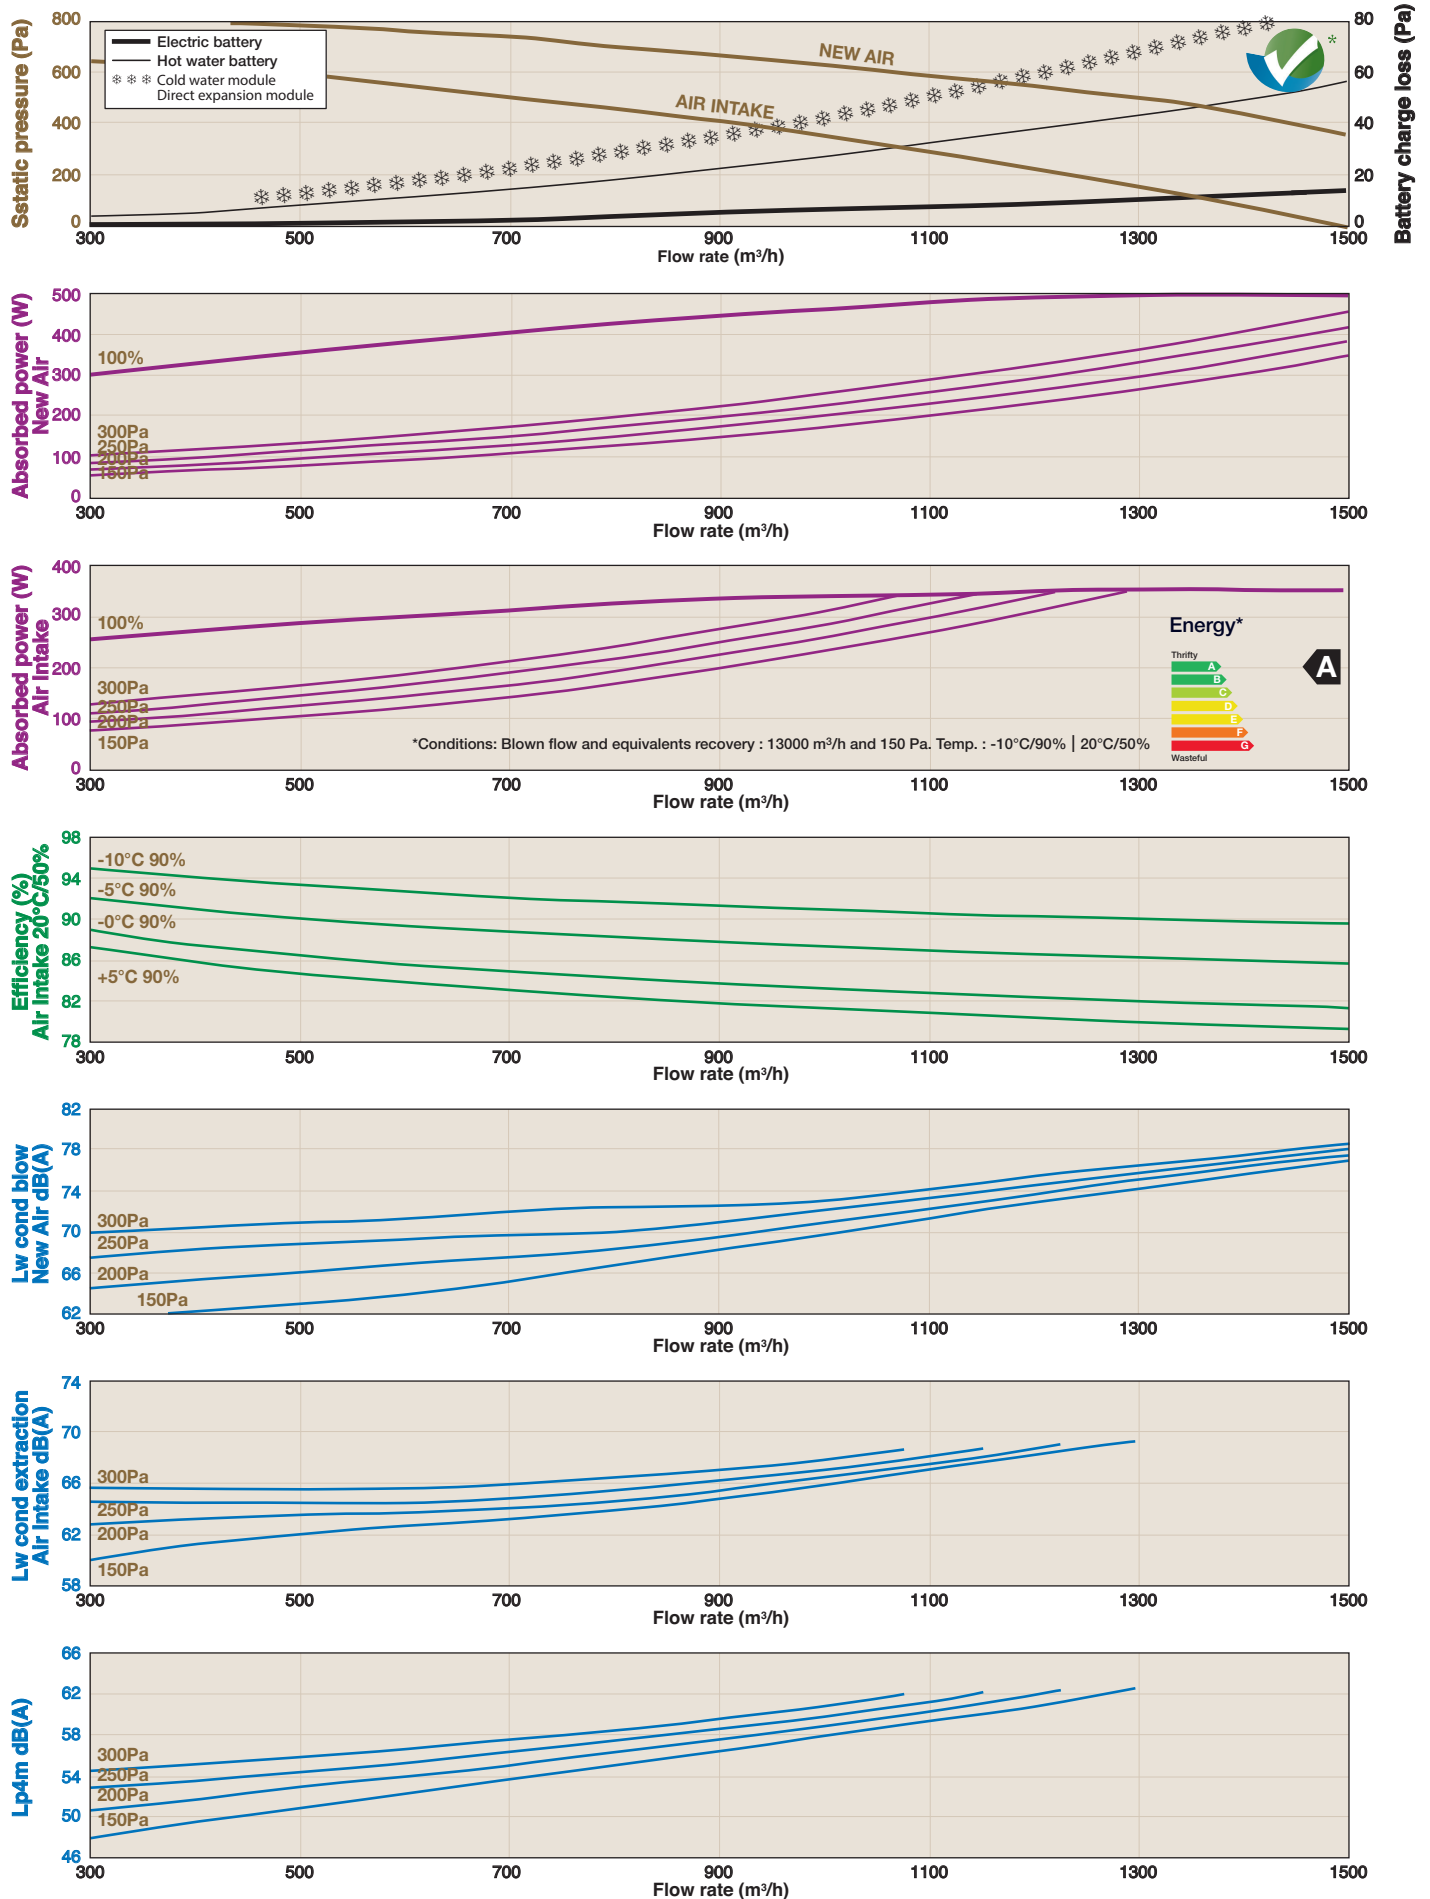 Sstatic pressure (Pa)
800
600
400
200
0
Electric battery
Hot water battery
Cold water module
Direct expansion module
NEW AIR
AIR INTAKE
*
80
60
40
20
0
Battery charge loss (Pa)
300 500 700 900 1100 1300 1500
Flow rate (m³/h)
Absorbed power (W)
New Air
500
400
300
200
100
0
100%
300Pa
250Pa
200Pa
150Pa
300 500 700 900 1100 1300 1500
Flow rate (m³/h)
Absorbed power (W)
Air Intake
400
300
200
100
0
100%
300Pa
250Pa
200Pa
150Pa
Energy*
Thrifty
A
B
C
D
E
F
G
Wasteful
A
*Conditions: Blown flow and equivalents recovery : 13000 m³/h and 150 Pa. Temp. : -10°C/90% | 20°C/50%
300 500 700 900 1100 1300 1500
Flow rate (m³/h)
Efficiency (%)
Air Intake 20°C/50%
98
94
90
86
82
78
-10°C 90%
-5°C 90%
-0°C 90%
+5°C 90%
300 500 700 900 1100 1300 1500
Flow rate (m³/h)
Lw cond blow
New Air dB(A)
82
78
74
70
66
62
300Pa
250Pa
200Pa
150Pa
300 500 700 900 1100 1300 1500
Flow rate (m³/h)
Lw cond extraction
Air Intake dB(A)
74
70
66
62
58
300Pa
250Pa
200Pa
150Pa
300 500 700 900 1100 1300 1500
Flow rate (m³/h)
Lp4m dB(A)
66
62
58
54
50
46
300Pa
250Pa
200Pa
150Pa
300 500 700 900 1100 1300 1500
Flow rate (m³/h)